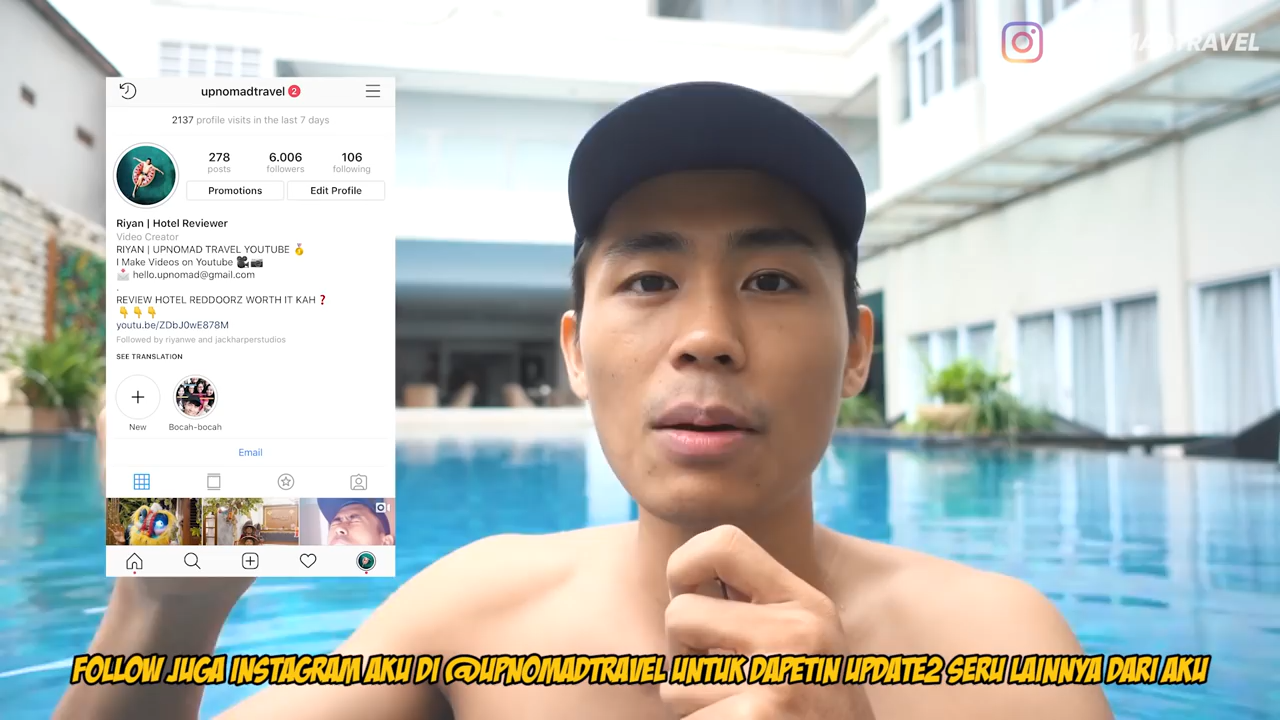 upnomadtravel 2
2137 profile visits in the last 7 days
278
posts
6.006
followers
106
following
Promotions
Edit Profile
Riyan | Hotel Reviewer
Video Creator
RIYAN | UPNOMAD TRAVEL YOUTUBE 🥇
I Make Videos on Youtube 🎥📷
📩 hello.upnomad@gmail.com
.
REVIEW HOTEL REDDOORZ WORTH IT KAH ❓
👇👇👇
youtu.be/ZDbJ0wE878M
Followed by riyanwe and jackharperstudios
SEE TRANSLATION
New
Bocah-bocah
Email
FOLLOW JUGA INSTAGRAM AKU DI @UPNOMADTRAVEL UNTUK DAPETIN UPDATE2 SERU LAINNYA DARI AKU